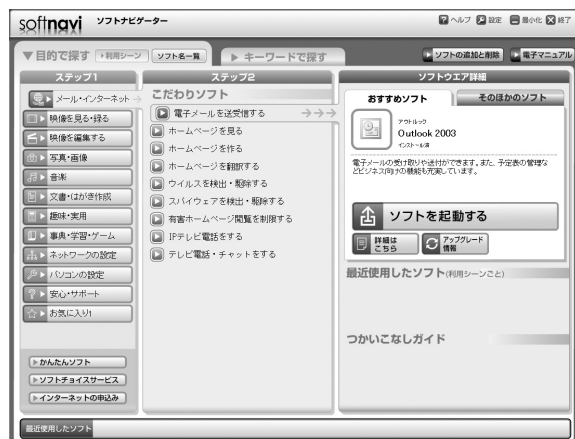 softnavi ソフトナビゲーター
ヘルプ 設定 最小化 終了
▼目的で探す 利用シーン ソフト名一覧 ▶キーワードで探す ソフトの追加と削除 電子マニュアル
ステップ1
メール・インターネット
映像を見る・録る
映像を編集する
写真・画像
音楽
文書・はがき作成
趣味・実用
事典・学習・ゲーム
ネットワークの設定
パソコンの設定
安心・サポート
お気に入り1
かんたんソフト
ソフトチョイスサービス
インターネットの申込み
ステップ2
こだわりソフト
電子メールを送受信する
ホームページを見る
ホームページを作る
ホームページを翻訳する
ウイルスを検出・駆除する
スパイウェアを検出・駆除する
有害ホームページ閲覧を制限する
IPテレビ電話をする
テレビ電話・チャットをする
ソフトウエア詳細
おすすめソフト そのほかのソフト
アウトルック
Outlook 2003
インストール済
電子メールの受け取りや送付ができます。また、予定表の管理な
どビジネス向けの機能も充実しています。
ソフトを起動する
詳細は
こちら
アップグレード
情報
最近使用したソフト(利用シーンごと)
つかいこなしガイド
最近使用したソフト